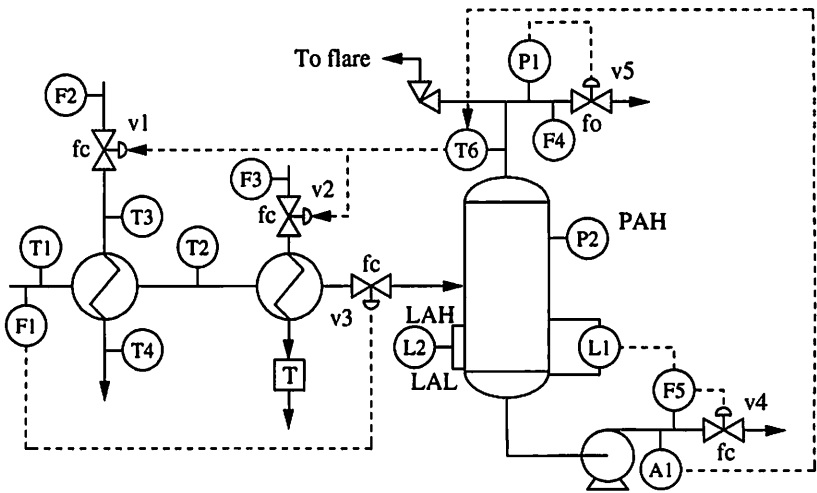 To flare
P1
v5
F2
v1
fc
fo
F4
T6
F3
v2
fc
T3
PAH
P2
T1
T2
fc
v3
F1
LAH
L2
L1
T4
LAL
T
F5
v4
fc
A1